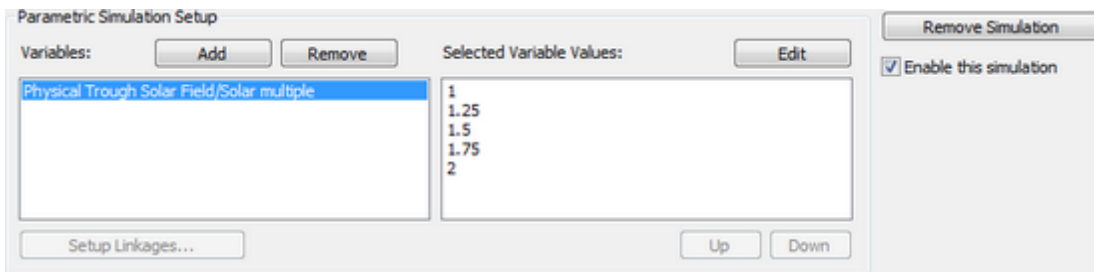 Parametric Simulation Setup
Remove Simulation
Variables: Add Remove Selected Variable Values: Edit
Enable this simulation
Physical Trough Solar Field/Solar multiple
1
1.25
1.5
1.75
2
Setup Linkages... Up Down